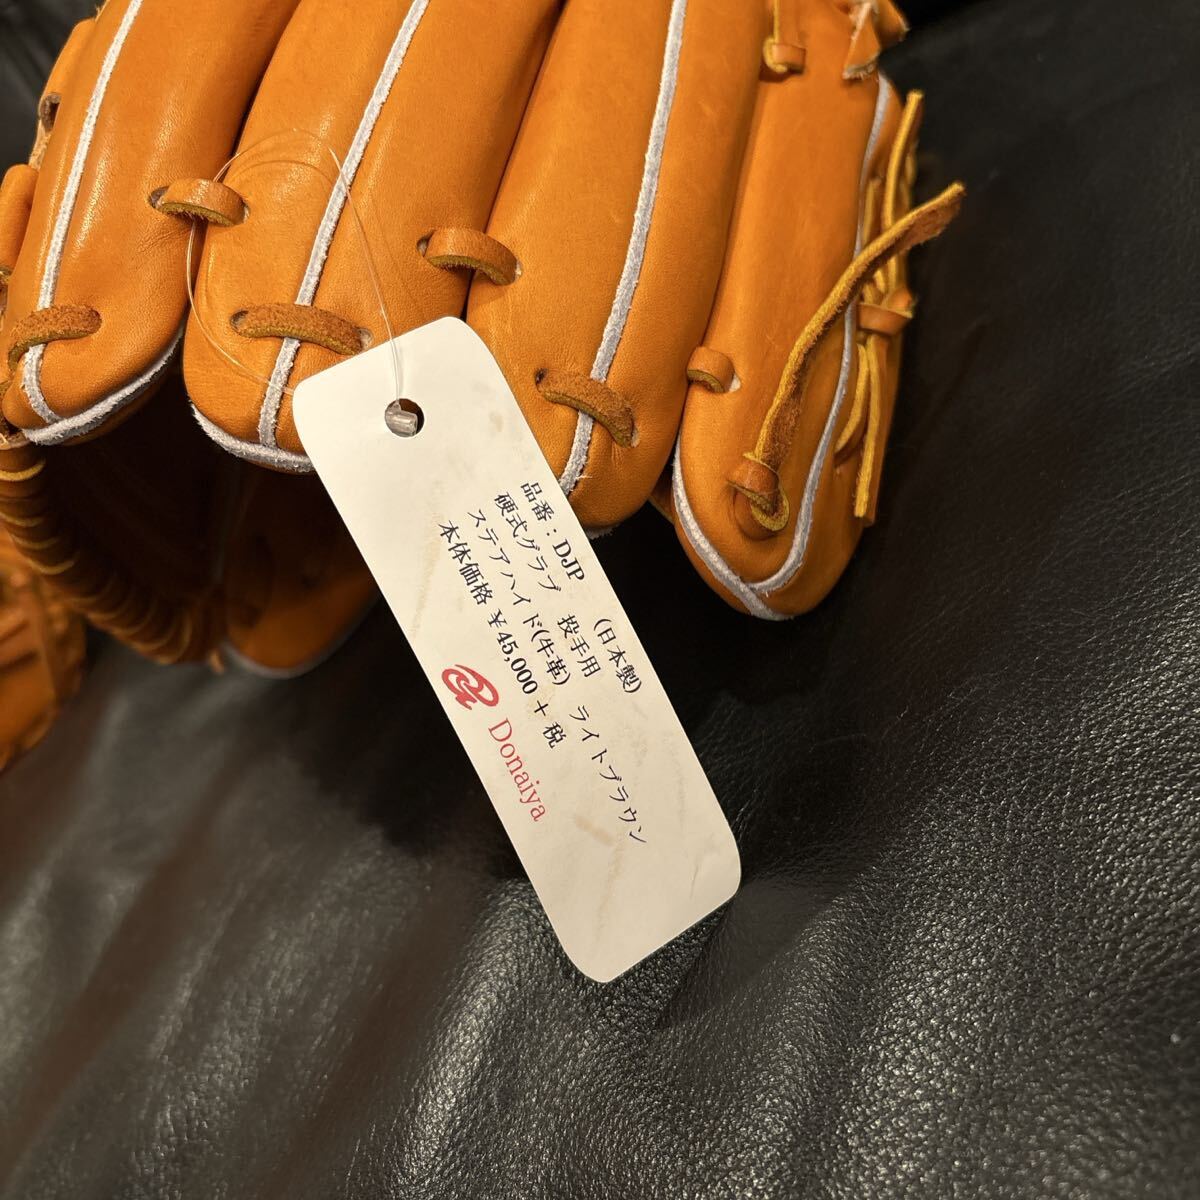 品番：DJP　(日本製)
硬式グラブ　投手用
ステアハイド(牛革)　ライトブラウン
本体価格 ¥45,000 + 税
Donaiya